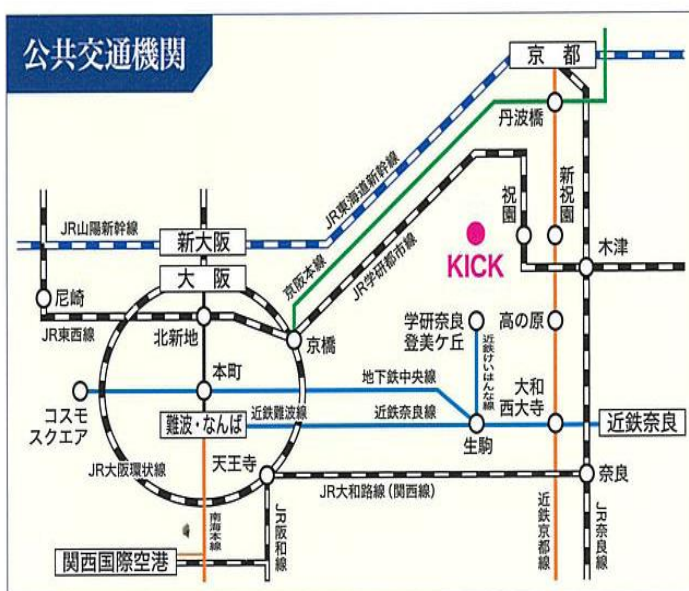 公共交通機関
京都
丹波橋
JR東海道新幹線
JR山陽新幹線
新大阪
京阪本線
JR学研都市線
祝園
新祝園
KICK
木津
大阪
尼崎
JR東西線
北新地
京橋
学研奈良
登美ケ丘
高の原
近鉄けいはんな線
本町
地下鉄中央線
コスモ
スクエア
難波・なんば
近鉄難波線
近鉄奈良線
大和
西大寺
近鉄奈良
生駒
JR大阪環状線
天王寺
奈良
JR大和路線(関西線)
南海本線
JR阪和線
近鉄京都線
JR奈良線
関西国際空港